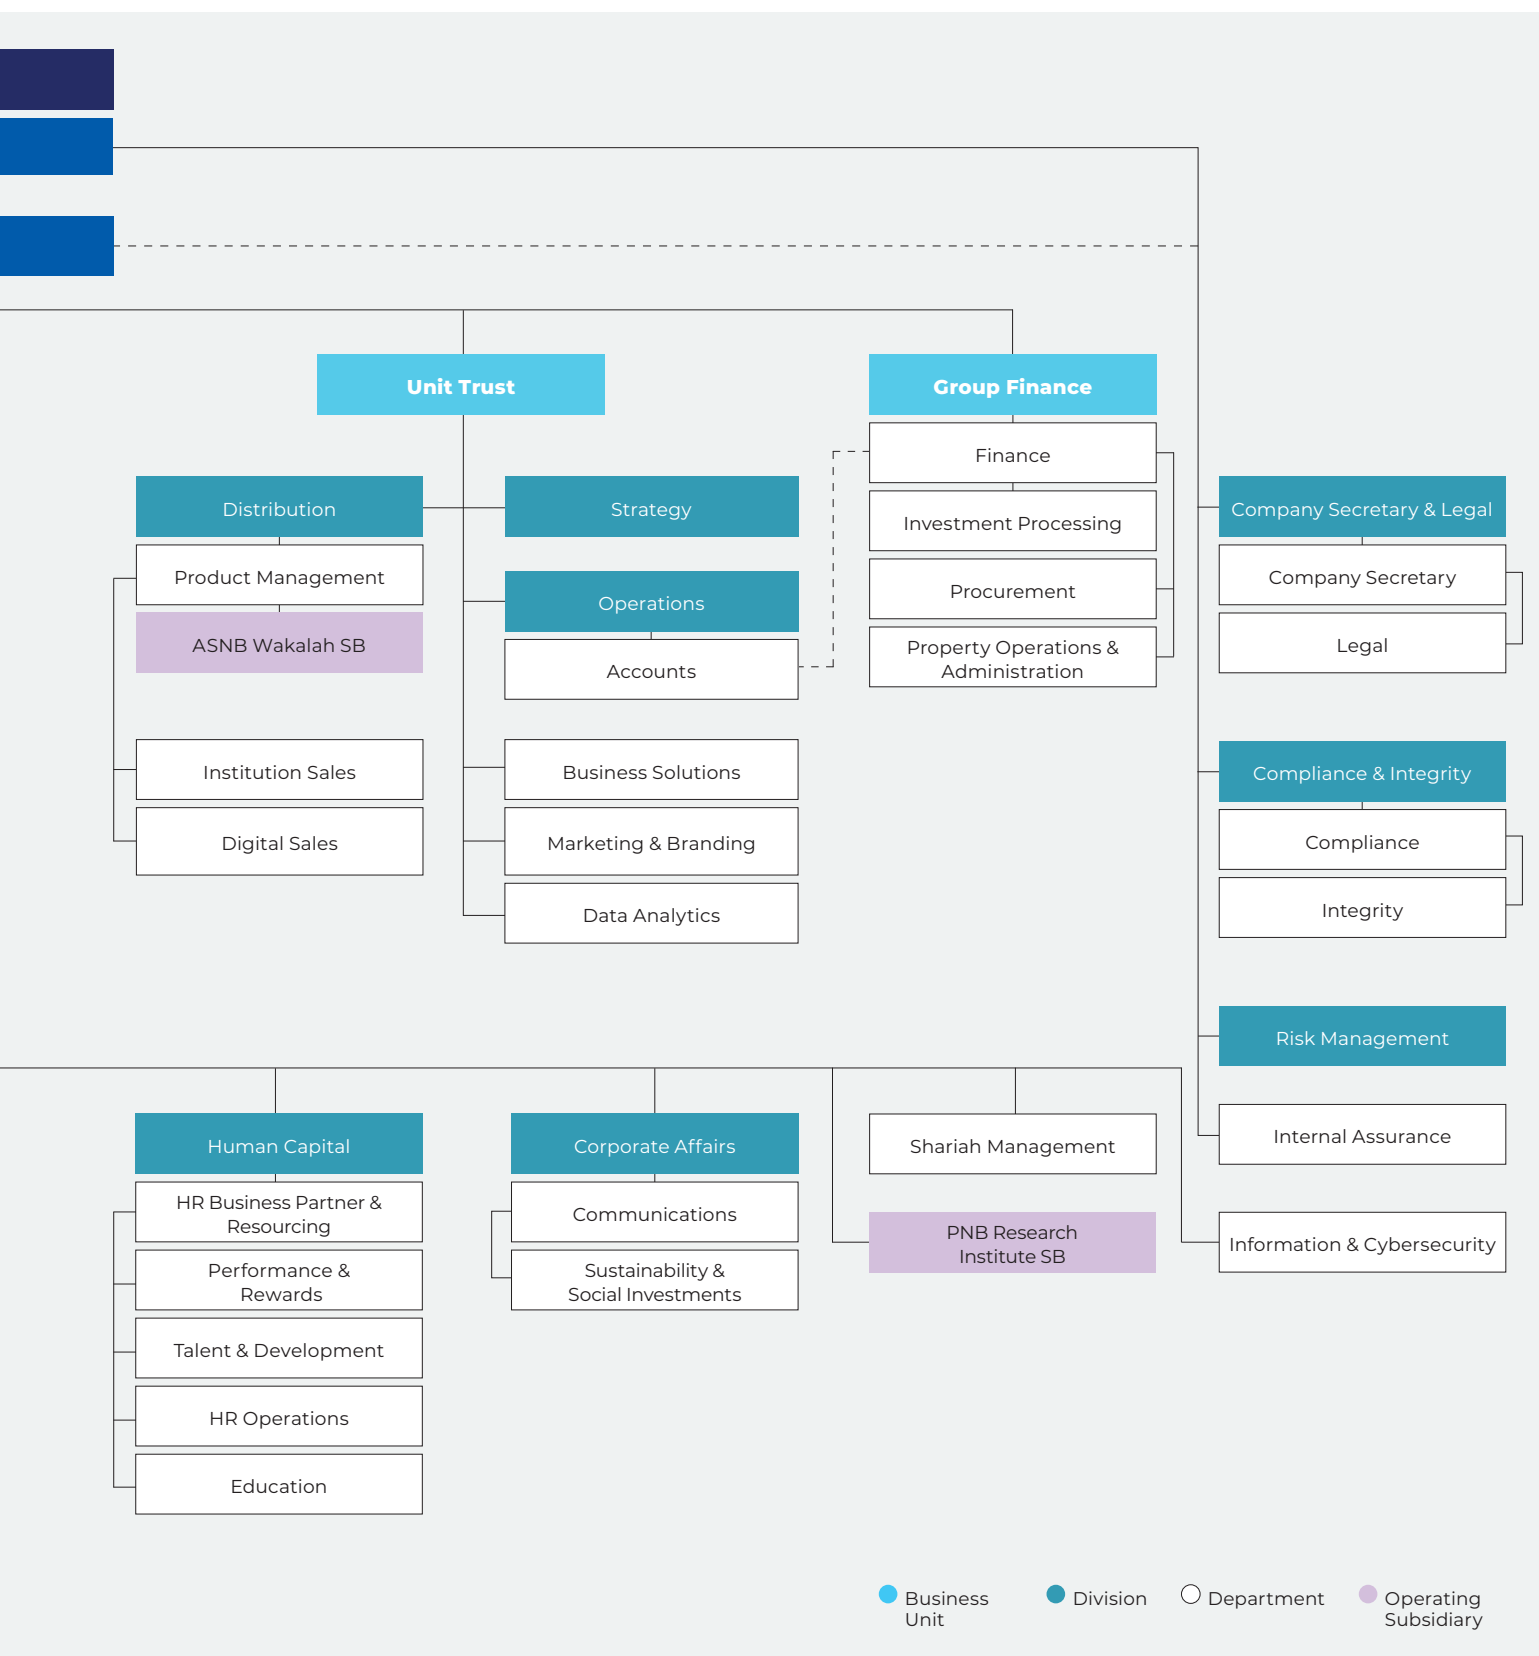 Unit Trust
Group Finance
Finance
Investment Processing
Procurement
Property Operations &
Administration
Distribution
Product Management
ASNB Wakalah SB
Institution Sales
Digital Sales
Strategy
Operations
Accounts
Business Solutions
Marketing & Branding
Data Analytics
Company Secretary & Legal
Company Secretary
Legal
Compliance & Integrity
Compliance
Integrity
Risk Management
Internal Assurance
Information & Cybersecurity
Human Capital
HR Business Partner &
Resourcing
Performance &
Rewards
Talent & Development
HR Operations
Education
Corporate Affairs
Communications
Sustainability &
Social Investments
Shariah Management
PNB Research
Institute SB
Business
Unit
Division
Department
Operating
Subsidiary